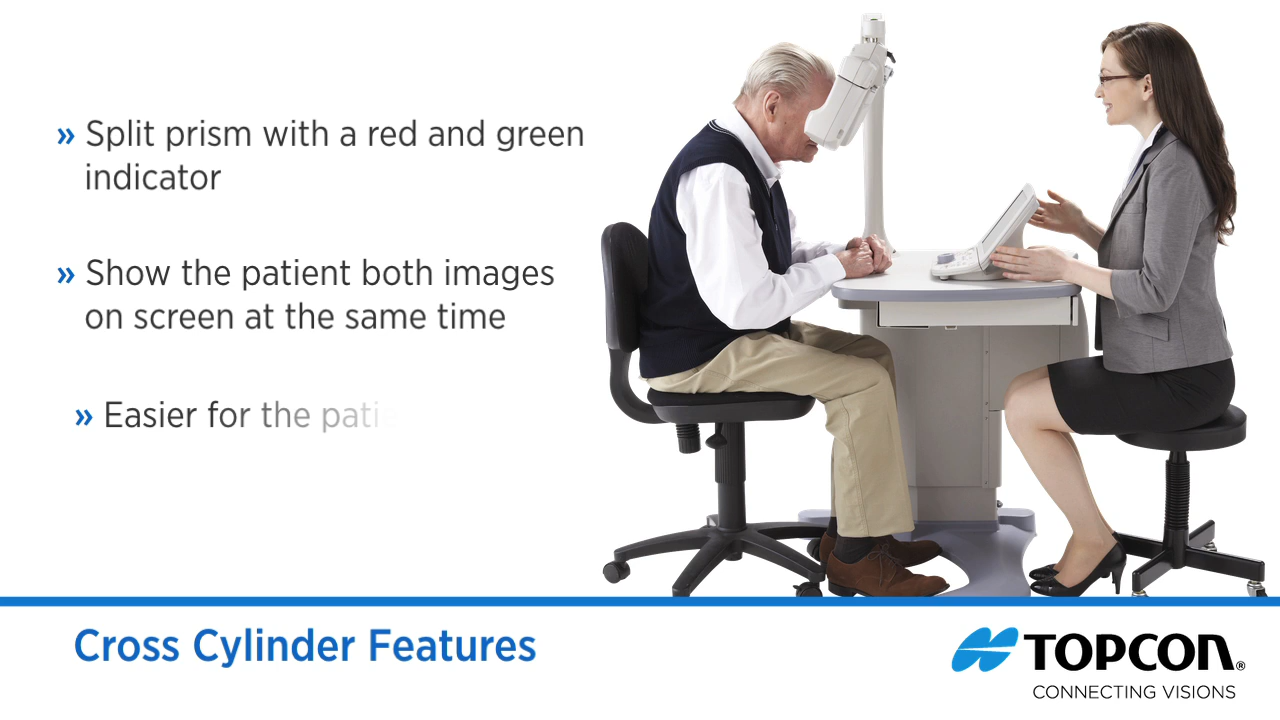 » Split prism with a red and green
indicator
» Show the patient both images
on screen at the same time
» Easier for the
Cross Cylinder Features
TOPCON®
CONNECTING VISIONS